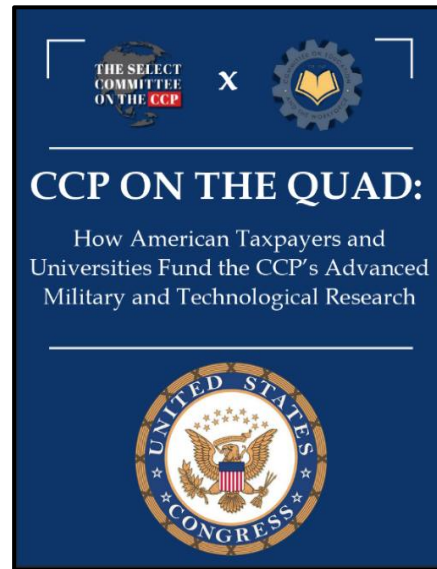 THE SELECT
COMMITTEE
ON THE CCP
X
CCP ON THE QUAD:
How American Taxpayers and
Universities Fund the CCP's Advanced
Military and Technological Research
UNITED STATES
CONGRESS